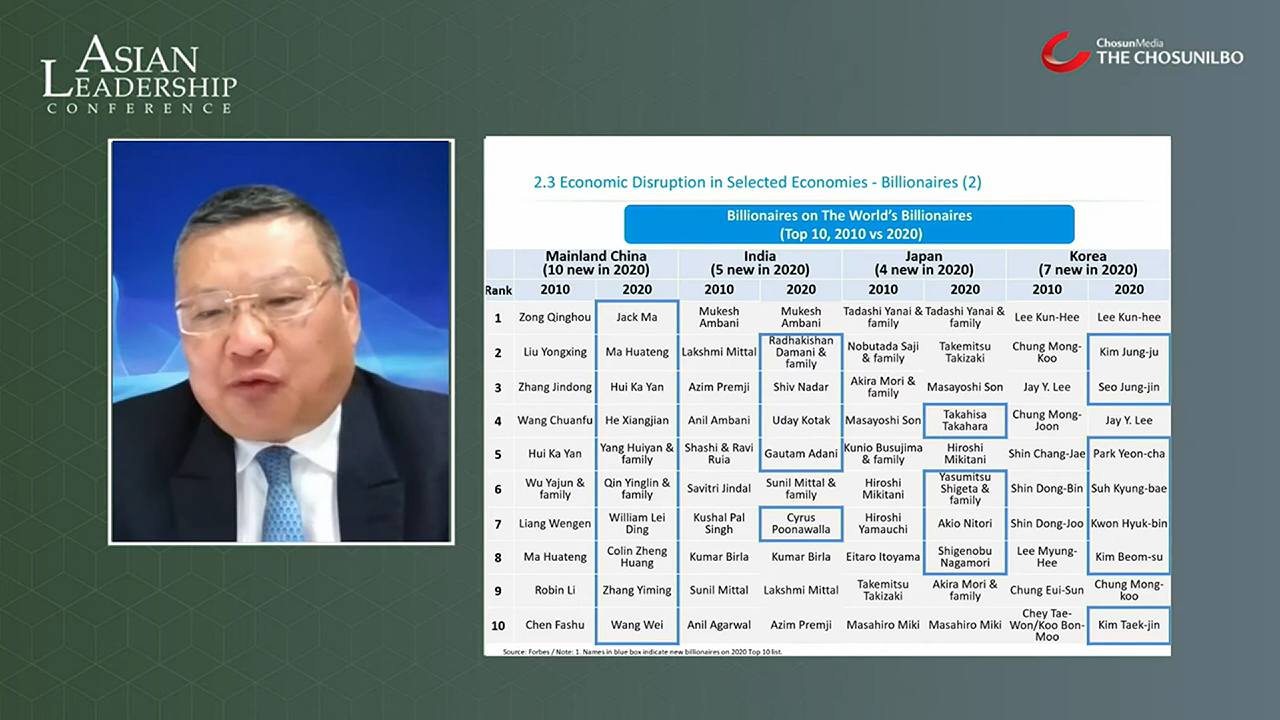 ASIAN
LEADERSHIP
CONFERENCE
ChosunMedia
THE CHOSUNILBO
2.3 Economic Disruption in Selected Economies - Billionaires (2)
Billionaires on The World's Billionaires
(Top 10, 2010 vs 2020)
Mainland China India Japan Korea
(10 new in 2020) (5 new in 2020) (4 new in 2020) (7 new in 2020)
Rank 2010 2020 2010 2020 2010 2020 2010 2020
1 Zong Qinghou Jack Ma Mukesh Ambani Mukesh Ambani Tadashi Yanai & family Tadashi Yanai & family Lee Kun-Hee Lee Kun-hee
2 Liu Yongxing Ma Huateng Lakshmi Mittal Radhakishan Damani & family Nobutada Saji & family Takemitsu Takizaki Chung Mong-Koo Kim Jung-ju
3 Zhang Jindong Hui Ka Yan Azim Premji Shiv Nadar Akira Mori & family Masayoshi Son Jay Y. Lee Seo Jung-jin
4 Wang Chuanfu He Xiangjian Anil Ambani Uday Kotak Masayoshi Son Takahisa Takahara Chung Mong-Joon Jay Y. Lee
5 Hui Ka Yan Yang Huiyan & family Shashi & Ravi Ruia Gautam Adani Kunio Busujima & family Hiroshi Mikitani Shin Chang-Jae Park Yeon-cha
6 Wu Yajun & family Qin Yinglin & family Savitri Jindal Sunil Mittal & family Hiroshi Mikitani Yasumitsu Shigeta & family Shin Dong-Bin Suh Kyung-bae
7 Liang Wengen William Lei Ding Kushal Pal Singh Cyrus Poonawalla Hiroshi Yamauchi Akio Nitori Shin Dong-Joo Kwon Hyuk-bin
8 Ma Huateng Colin Zheng Huang Kumar Birla Kumar Birla Eitaro Itoyama Shigenobu Nagamori Lee Myung-Hee Kim Beom-su
9 Robin Li Zhang Yiming Sunil Mittal Lakshmi Mittal Takemitsu Takizaki Akira Mori & family Chung Eui-Sun Chung Mong-koo
10 Chen Fashu Wang Wei Anil Agarwal Azim Premji Masahiro Miki Masahiro Miki Chey Tae-Won/Koo Bon-Moo Kim Taek-jin
Source: Forbes / Note: 1. Names in blue box indicate new billionaires on 2020 Top 10 list.